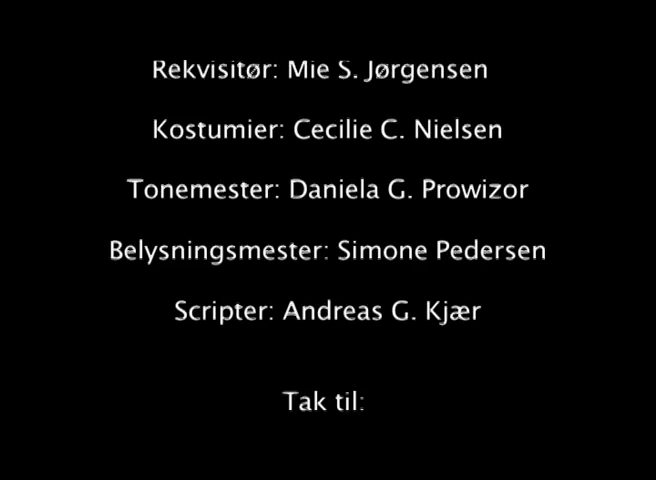 Rekvisitør: Mie S. Jørgensen
Kostumier: Cecilie C. Nielsen
Tonemester: Daniela G. Prowizor
Belysningsmester: Simone Pedersen
Scripter: Andreas G. Kjær
Tak til: